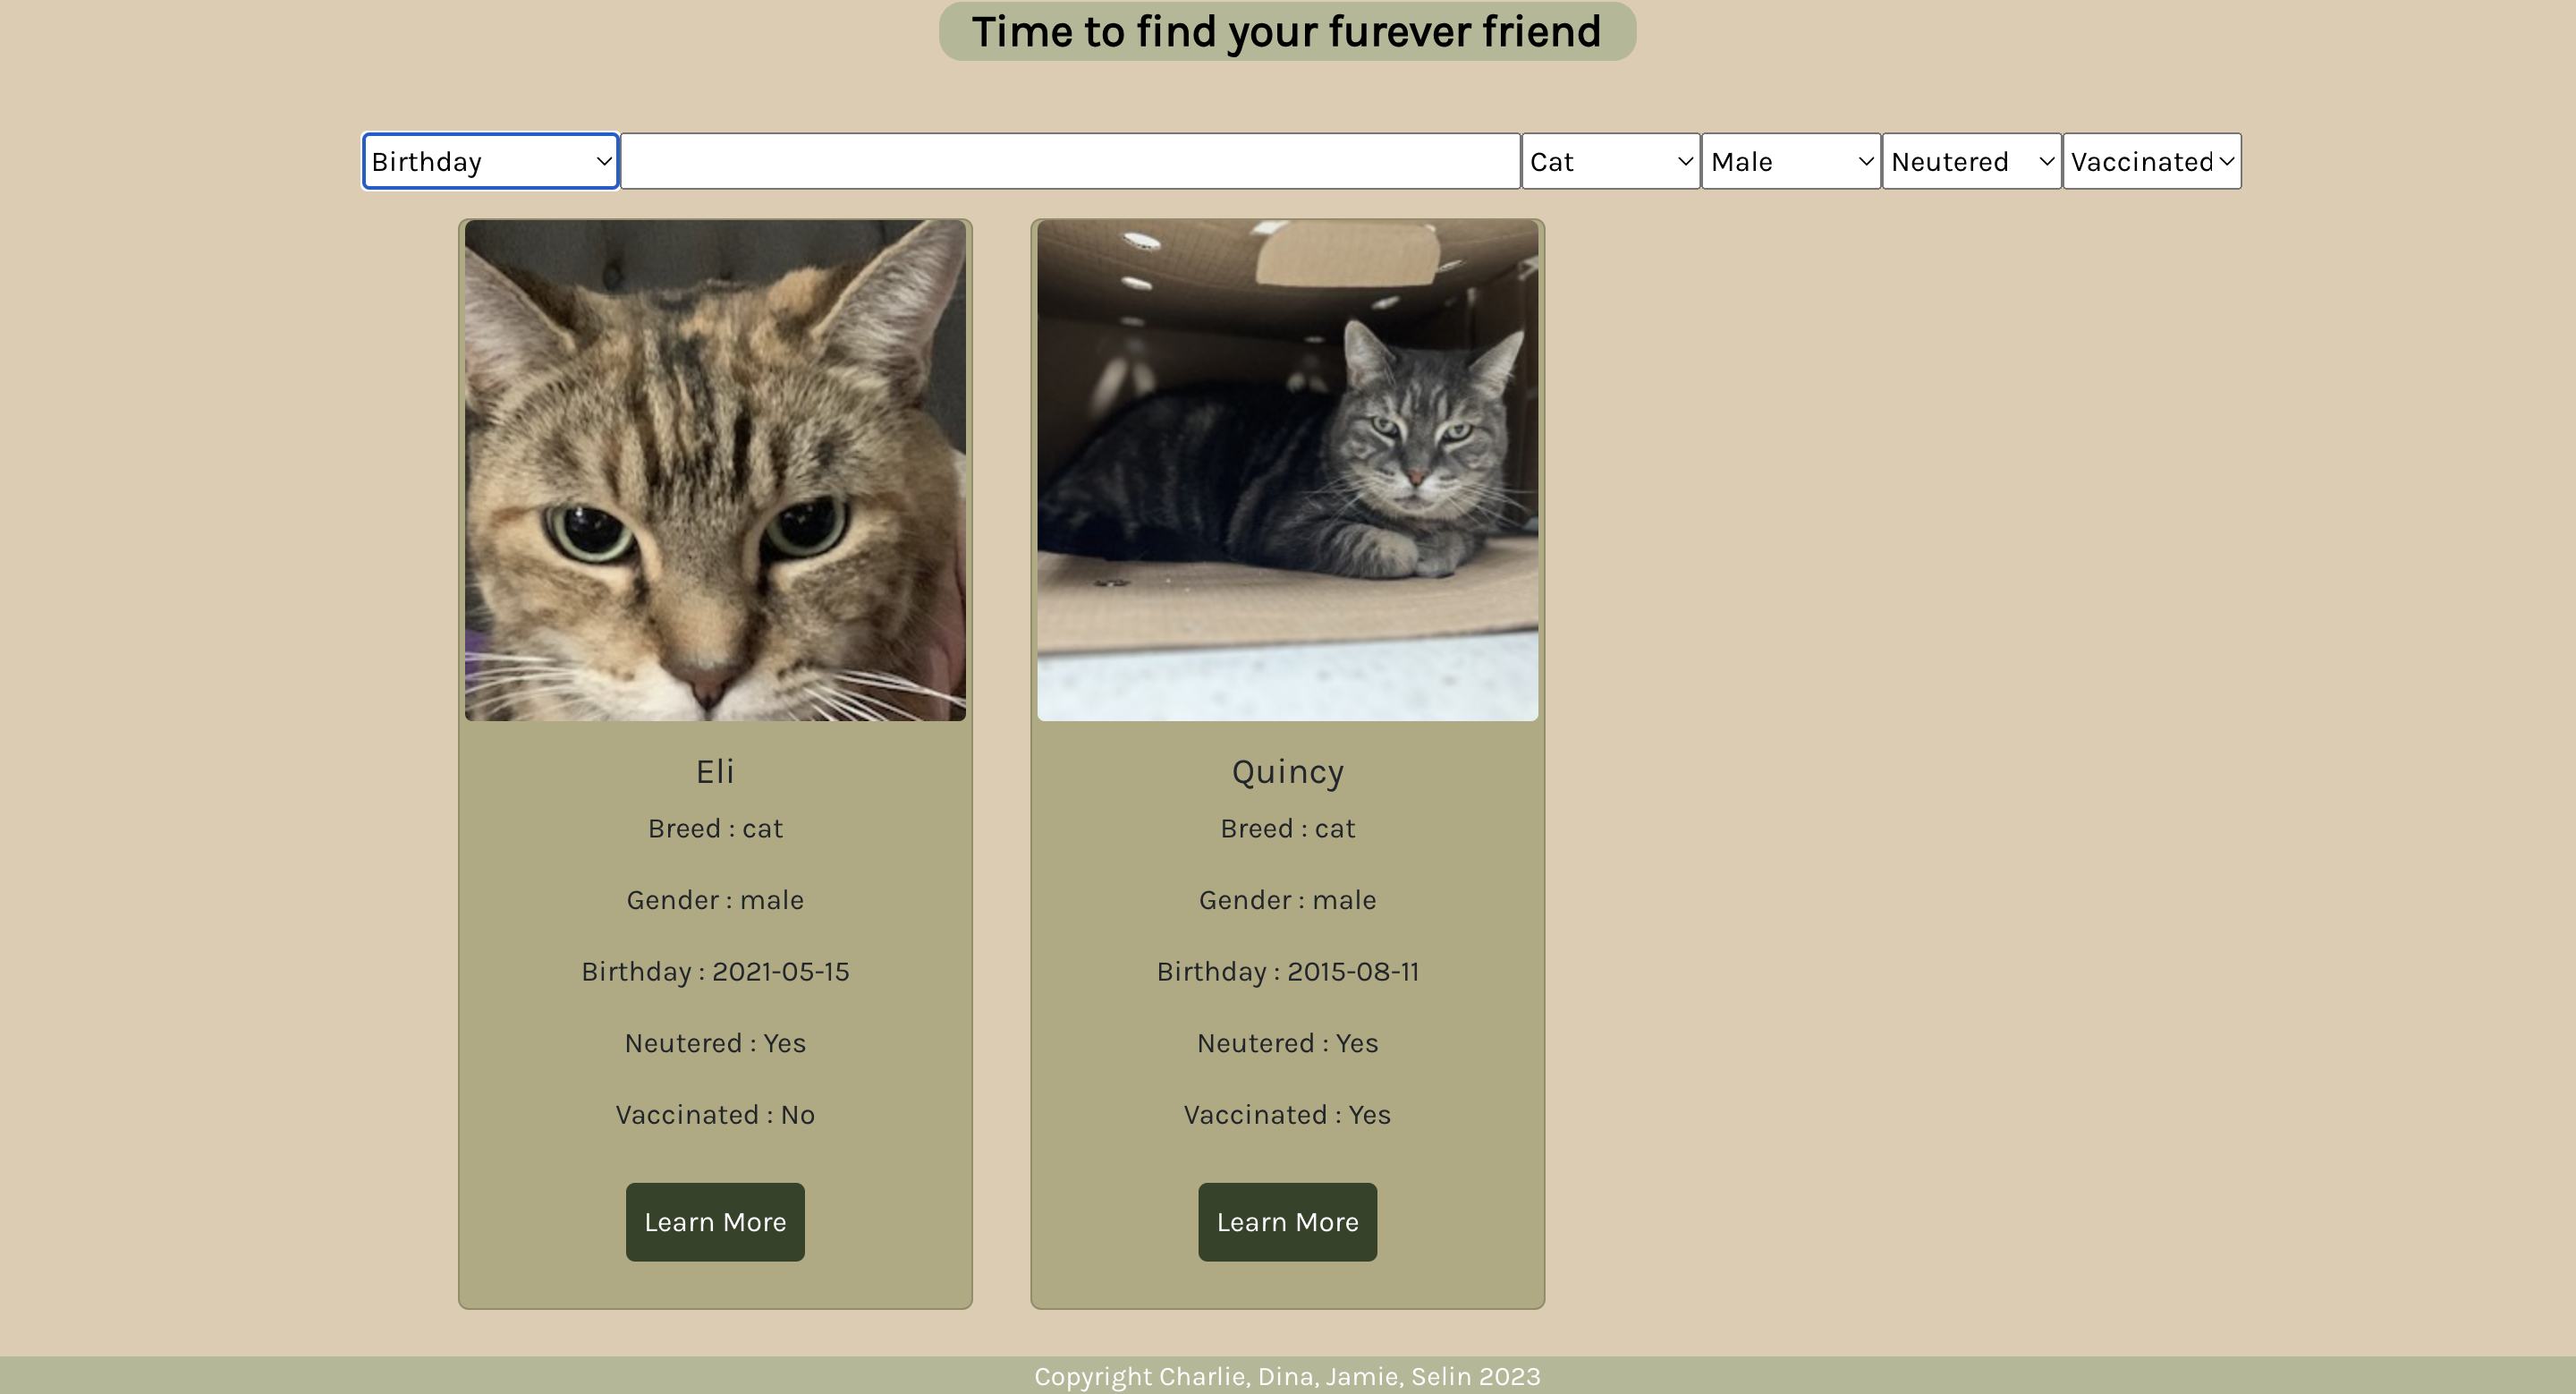 Time to find your furever friend
Birthday Cat Male Neutered Vaccinated
Eli
Breed : cat
Gender : male
Birthday : 2021-05-15
Neutered : Yes
Vaccinated : No
Learn More
Quincy
Breed : cat
Gender : male
Birthday : 2015-08-11
Neutered : Yes
Vaccinated : Yes
Learn More
Copyright Charlie, Dina, Jamie, Selin 2023